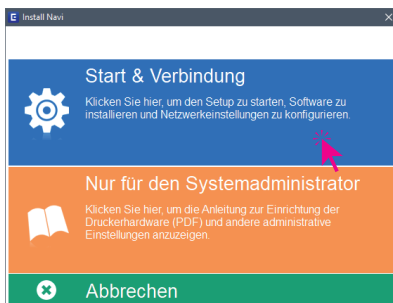 E Install Navi
Start & Verbindung
Klicken Sie hier, um den Setup zu starten, Software zu
installieren und Netzwerkeinstellungen zu konfigurieren.
Nur für den Systemadministrator
Klicken Sie hier, um die Anleitung zur Einrichtung der
Druckerhardware (PDF) und andere administrative
Einstellungen anzuzeigen.
Abbrechen